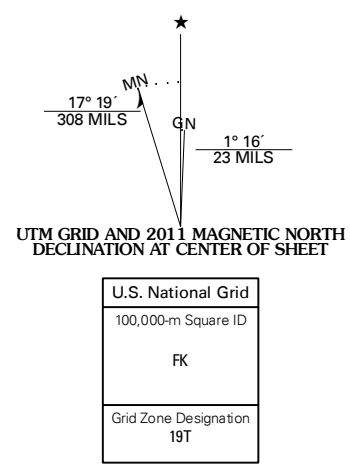 ★
MN
17° 19´
308 MILS
GN
1° 16´
23 MILS
UTM GRID AND 2011 MAGNETIC NORTH
DECLINATION AT CENTER OF SHEET
U.S. National Grid
100,000-m Square ID
FK
Grid Zone Designation
19T